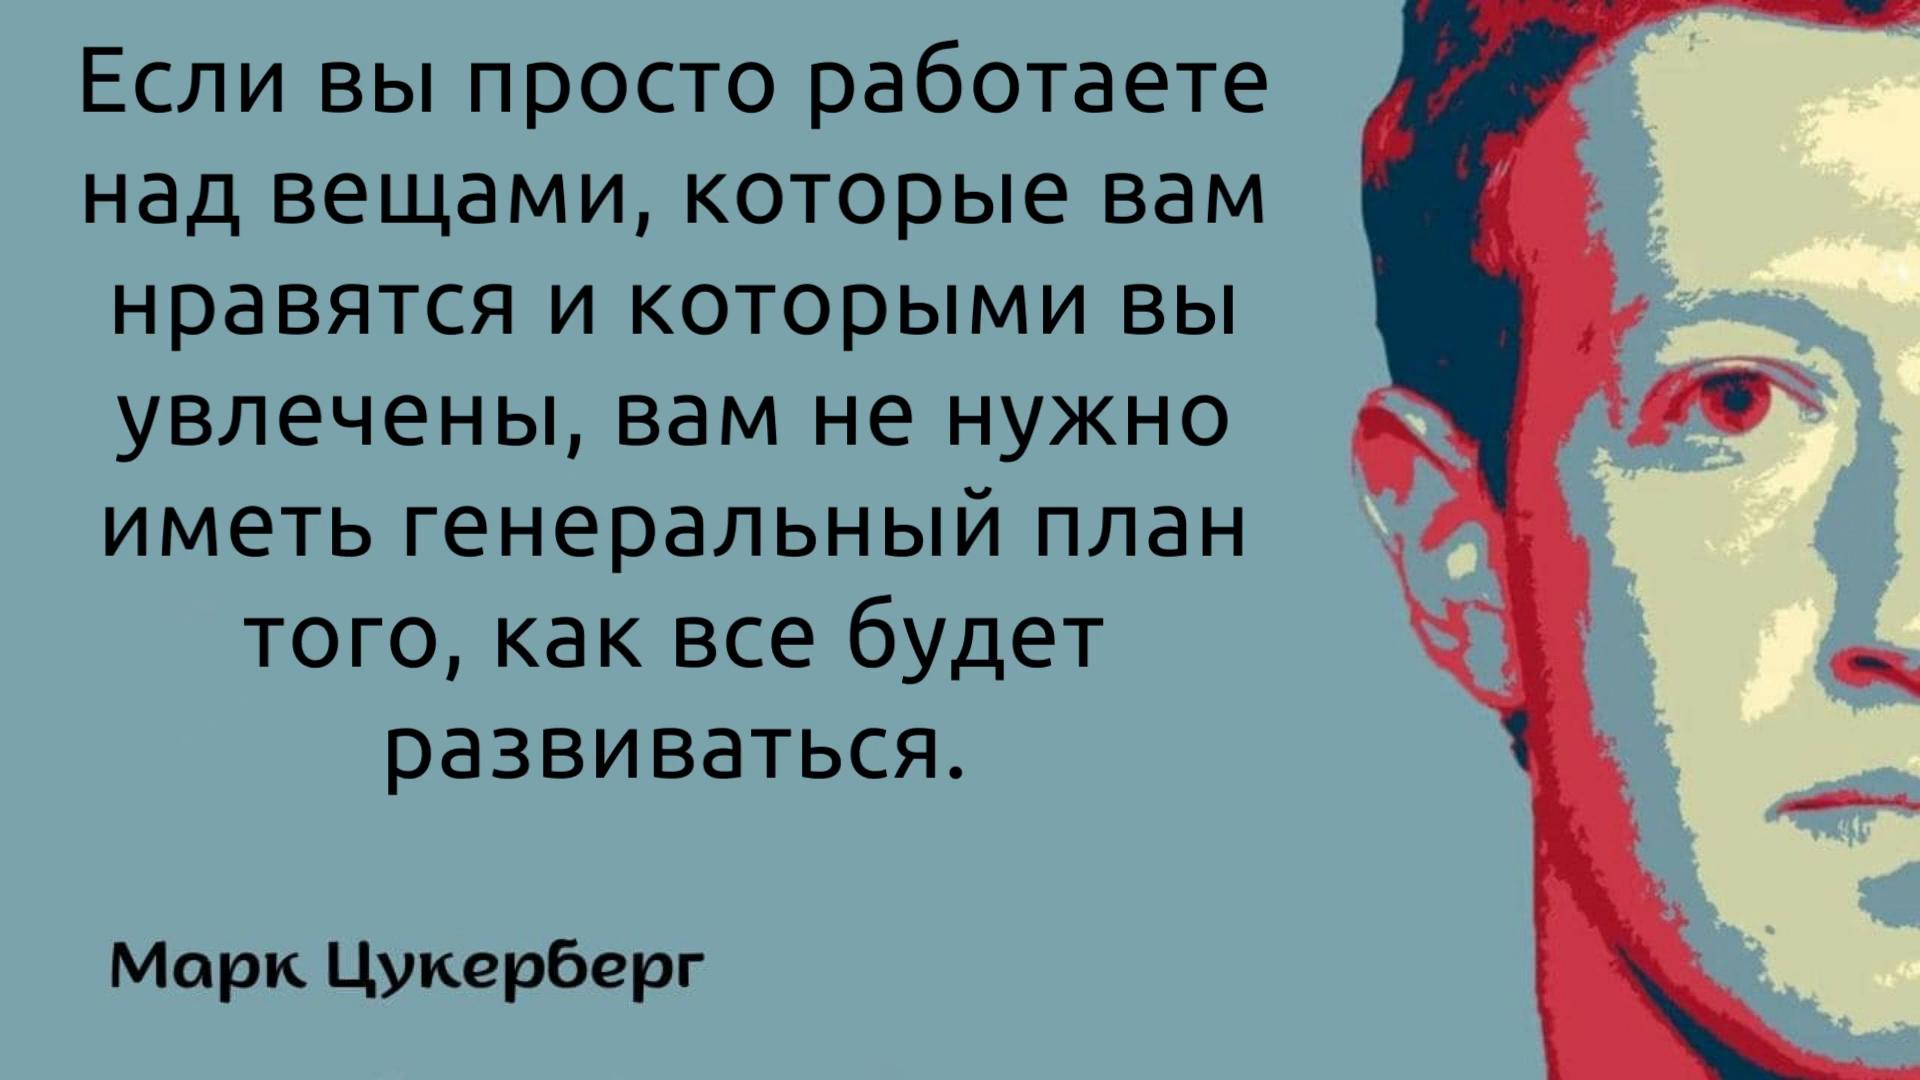 Если вы просто работаете
над вещами, которые вам
нравятся и которыми вы
увлечены, вам не нужно
иметь генеральный план
того, как все будет
развиваться.
Марк Цукерберг